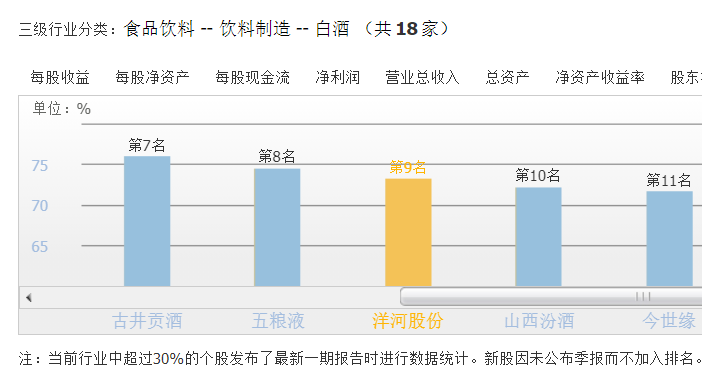 三级行业分类：食品饮料 -- 饮料制造 -- 白酒 （共 18 家）
每股收益 每股净资产 每股现金流 净利润 营业总收入 总资产 净资产收益率 股东
单位：%
第7名
第8名
第9名
第10名
第11名
75
70
65
古井贡酒 五粮液 洋河股份 山西汾酒 今世缘
注：当前行业中超过30%的个股发布了最新一期报告时进行数据统计。新股因未公布季报而不加入排名。